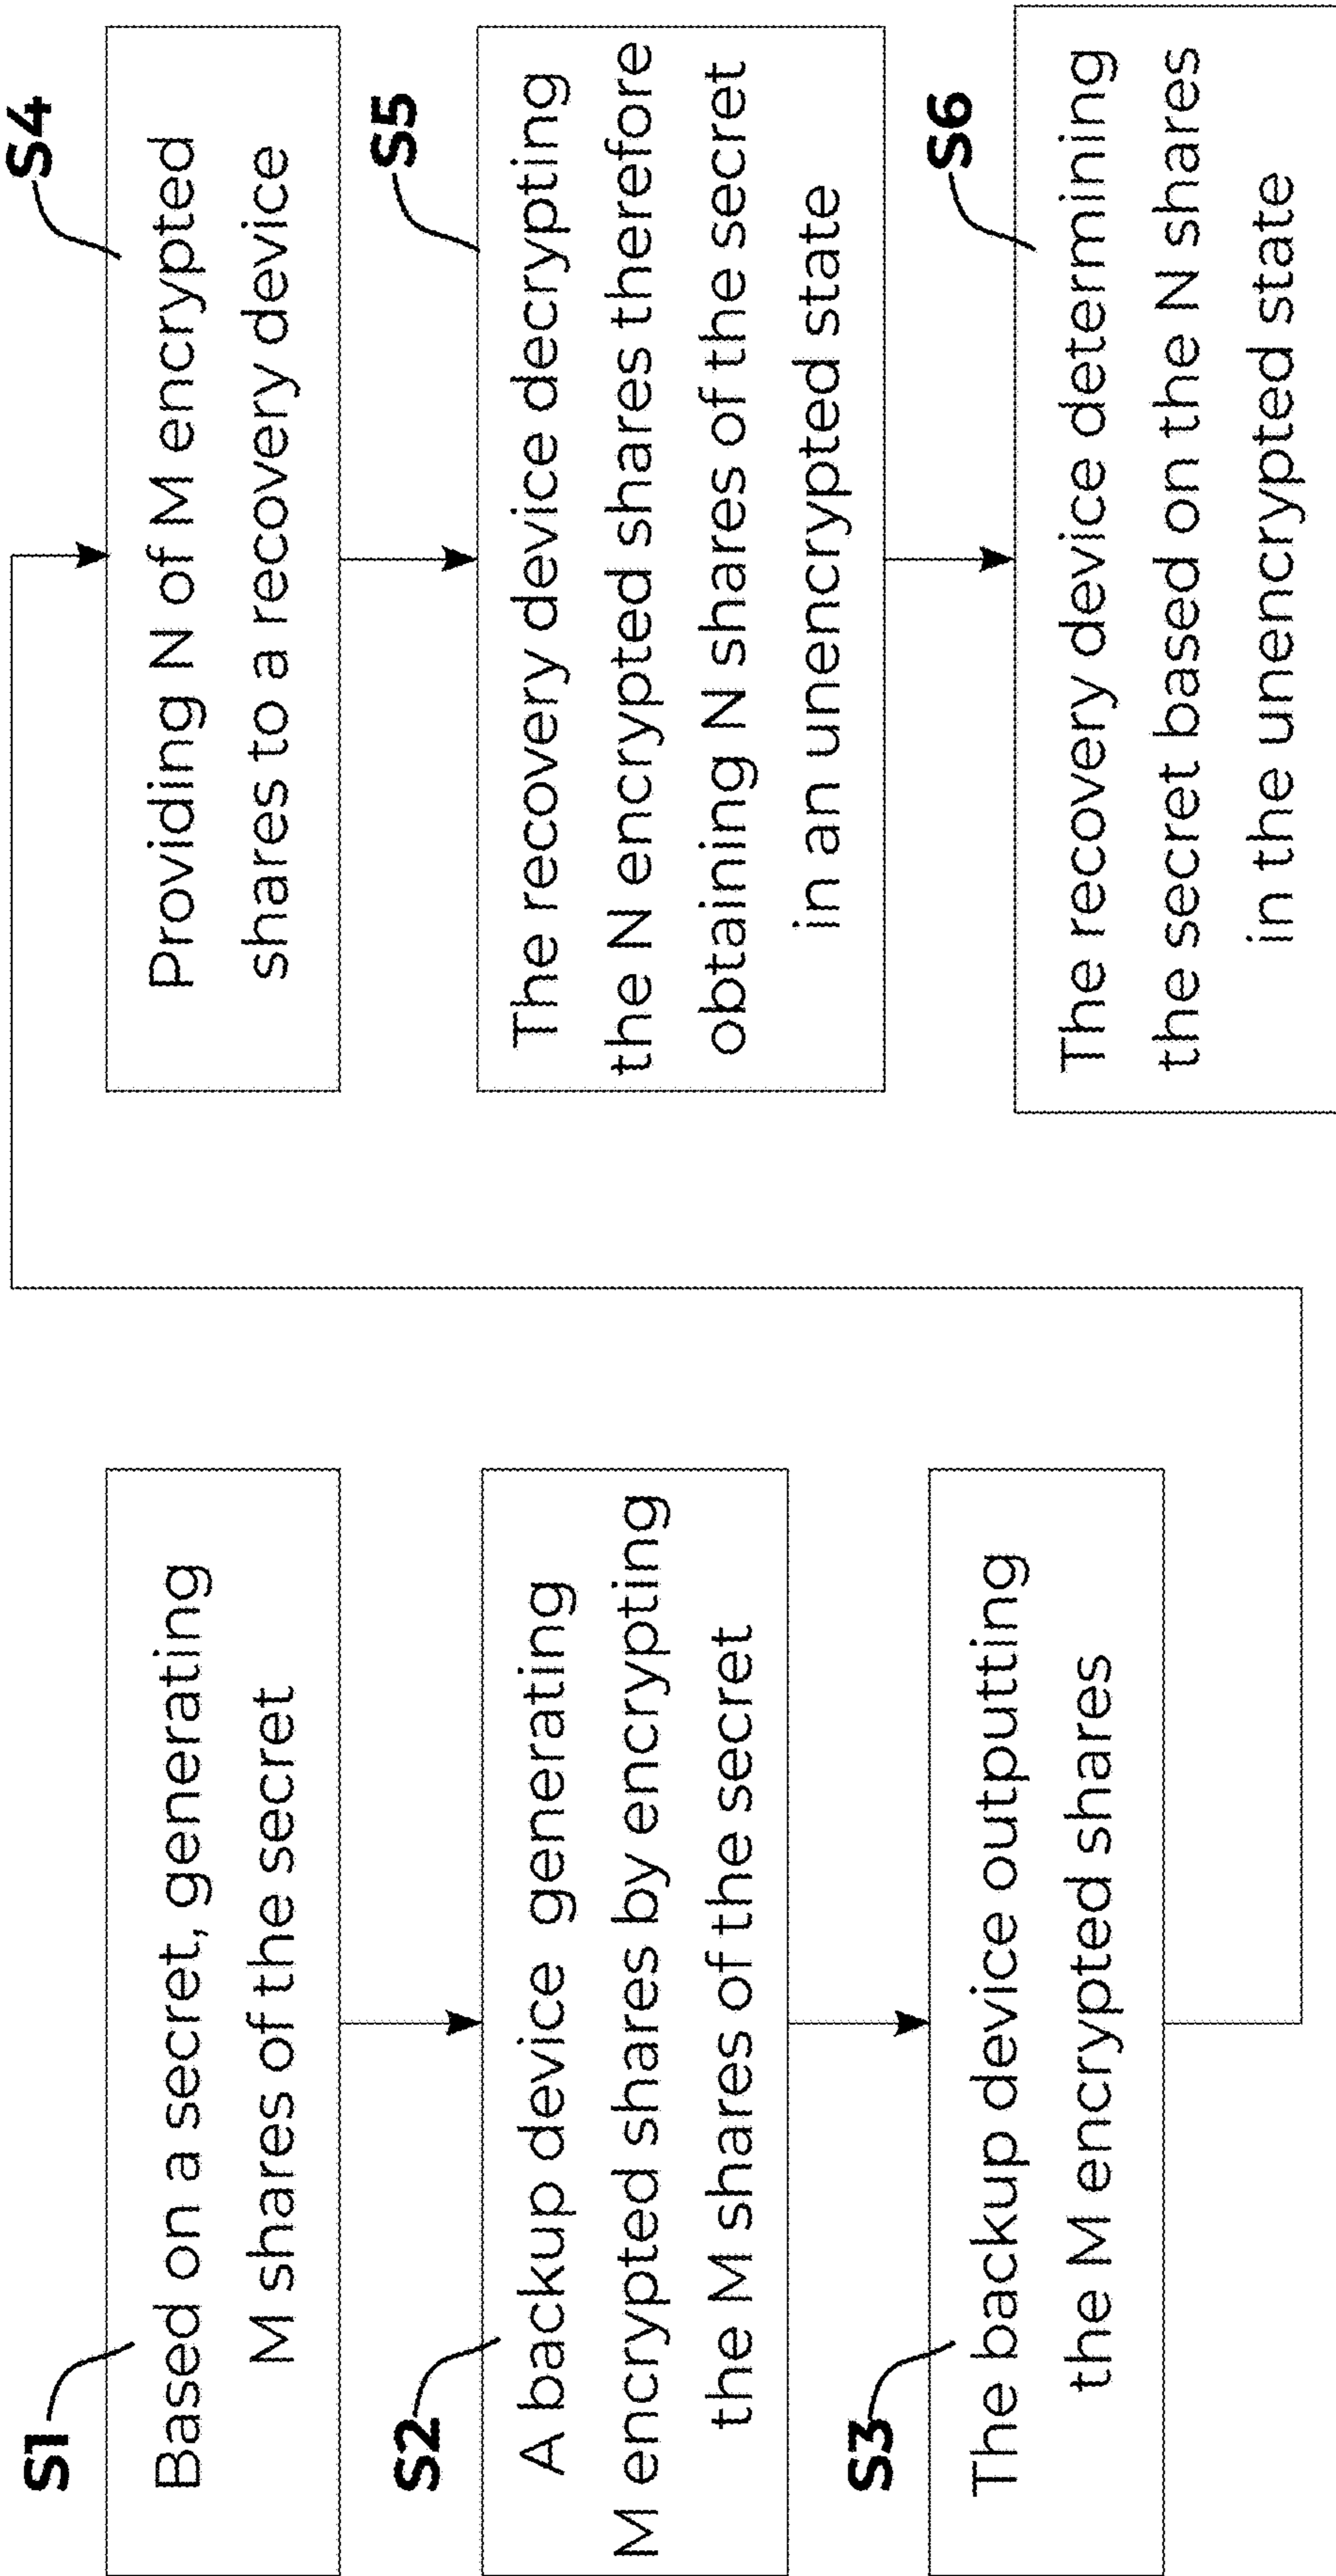 S1
Based on a secret, generating
M shares of the secret
S2
A backup device generating
M encrypted shares by encrypting
the M shares of the secret
S3
The backup device outputting
the M encrypted shares
S4
Providing N of M encrypted
shares to a recovery device
S5
The recovery device decrypting
the N encrypted shares therefore
obtaining N shares of the secret
in an unencrypted state
S6
The recovery device determining
the secret based on the N shares
in the unencrypted state